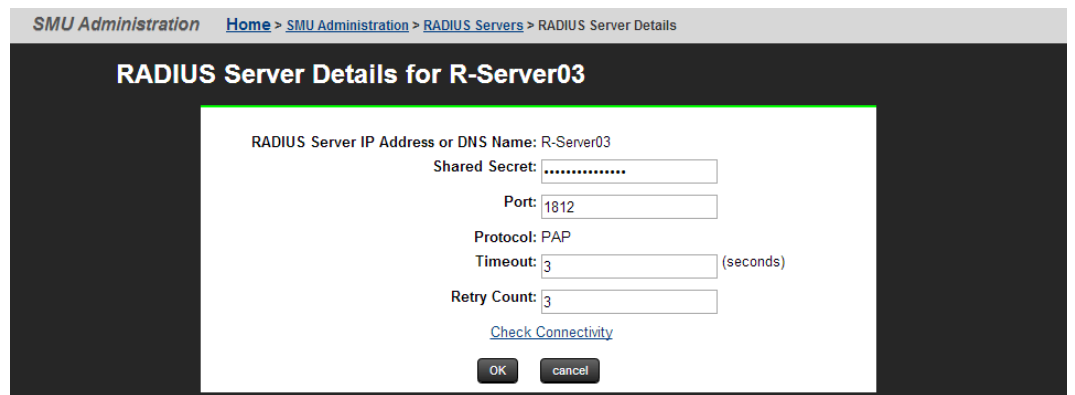 SMU Administration Home > SMU Administration > RADIUS Servers > RADIUS Server Details
RADIUS Server Details for R-Server03
RADIUS Server IP Address or DNS Name: R-Server03
Shared Secret: •••••••••••••••
Port: 1812
Protocol: PAP
Timeout: 3 (seconds)
Retry Count: 3
Check Connectivity
OK cancel